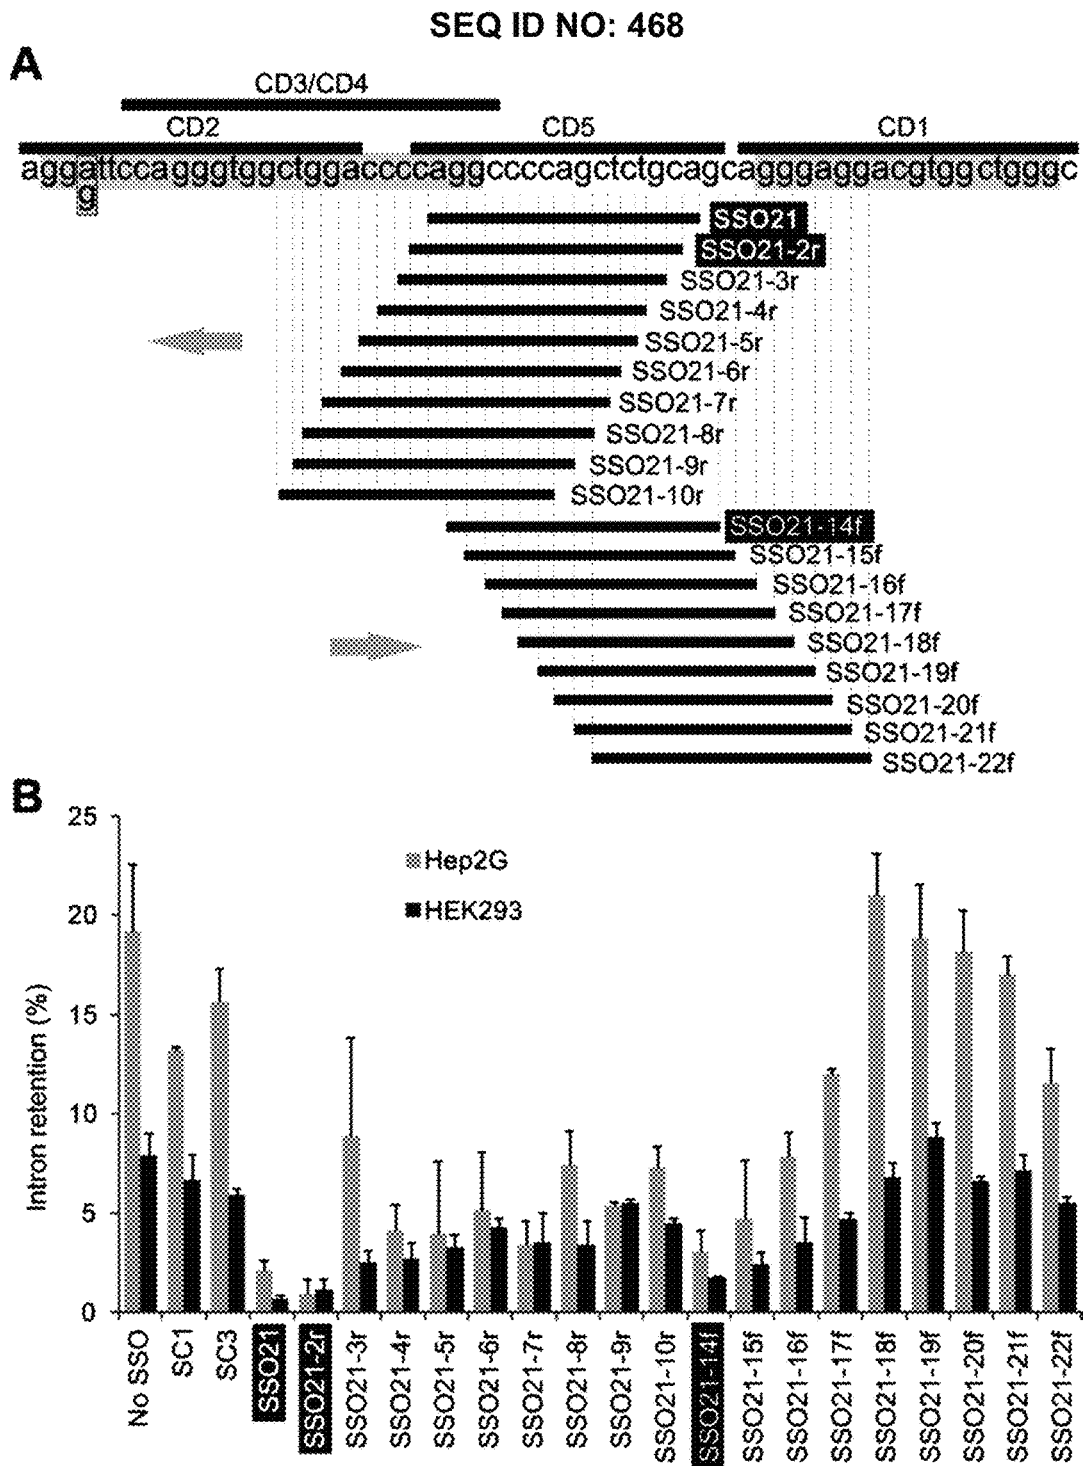 SEQ ID NO: 468
A
CD3/CD4
CD2 CD5 CD1
aggattccagggtggctggaccccaggccccagctctgcagcagggaggacgtggctgggc
g
SSO21
SSO21-2r
SSO21-3r
SSO21-4r
SSO21-5r
SSO21-6r
SSO21-7r
SSO21-8r
SSO21-9r
SSO21-10r
SSO21-14f
SSO21-15f
SSO21-16f
SSO21-17f
SSO21-18f
SSO21-19f
SSO21-20f
SSO21-21f
SSO21-22f
B
Intron retention (%)
25
20
15
10
5
0
Hep2G
HEK293
No SSO
SC1
SC3
SSO21
SSO21-2r
SSO21-3r
SSO21-4r
SSO21-5r
SSO21-6r
SSO21-7r
SSO21-8r
SSO21-9r
SSO21-10r
SSO21-14f
SSO21-15f
SSO21-16f
SSO21-17f
SSO21-18f
SSO21-19f
SSO21-20f
SSO21-21f
SSO21-22f